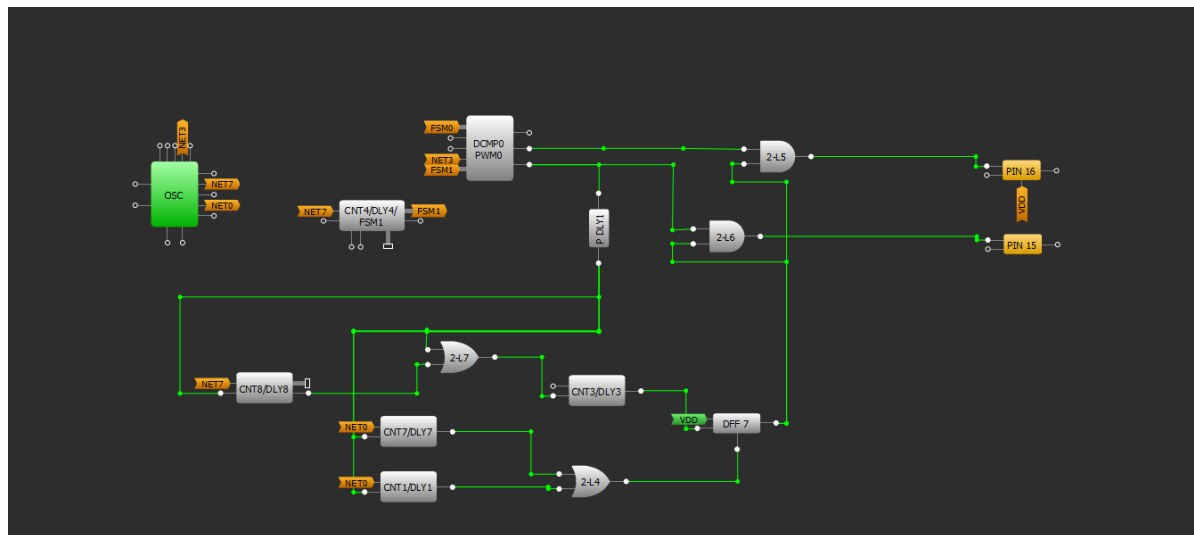 NET3
FSM0
DCMP0
PWM0
NET3
FSM1
2-L5
PIN 16
OSC
NET7
NET0
NET7
CNT4/DLY4/
FSM1
FSM1
VDD
P DLY1
2-L6
PIN 15
2-L7
NET7
CNT8/DLY8
CNT3/DLY3
NET0
CNT7/DLY7
VDD
DFF 7
NET0
CNT1/DLY1
2-L4